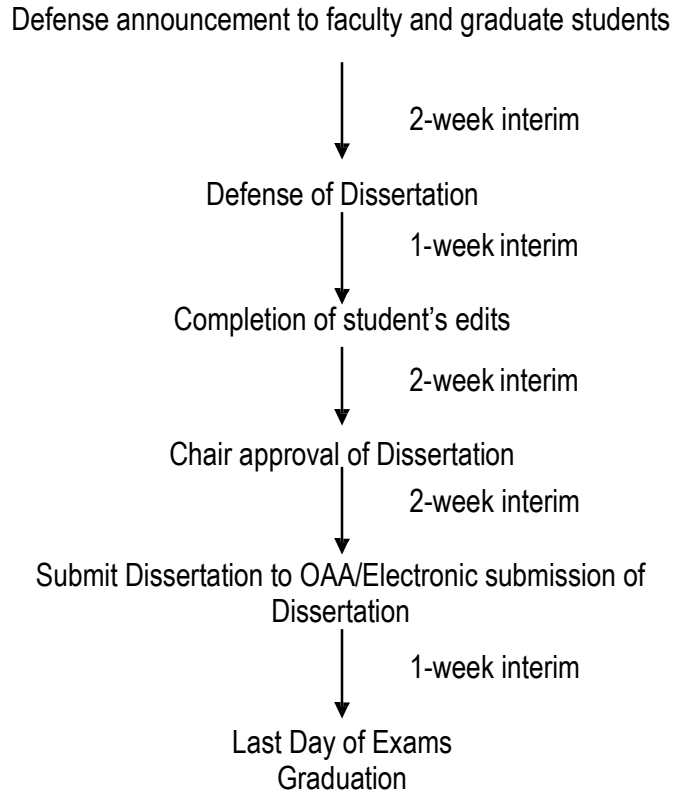 Defense announcement to faculty and graduate students
2-week interim
Defense of Dissertation
1-week interim
Completion of student’s edits
2-week interim
Chair approval of Dissertation
2-week interim
Submit Dissertation to OAA/Electronic submission of
Dissertation
1-week interim
Last Day of Exams
Graduation